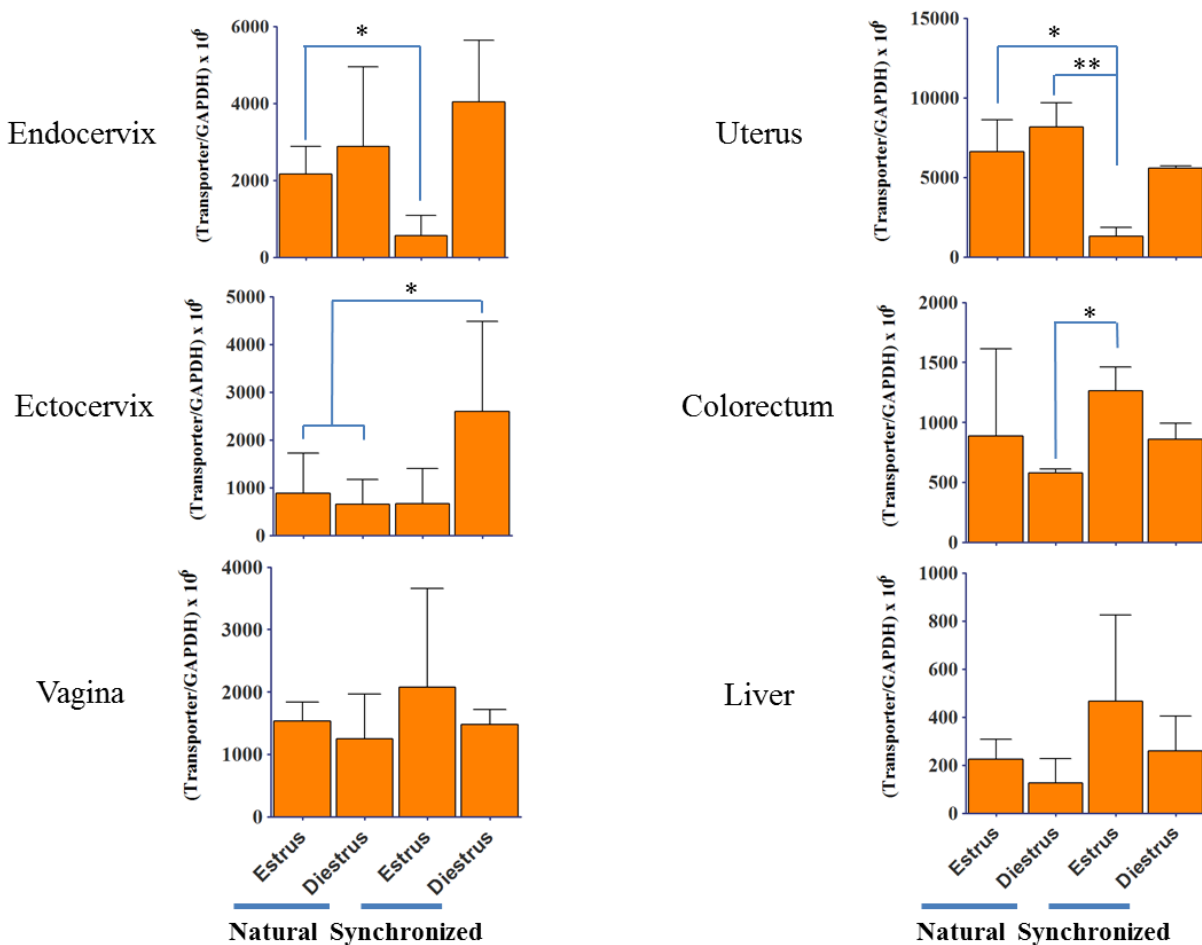 Endocervix
(Transporter/GAPDH) x 10⁶
6000
4000
2000
0
*
Uterus
(Transporter/GAPDH) x 10⁶
15000
10000
5000
0
*
**
Ectocervix
(Transporter/GAPDH) x 10⁶
5000
4000
3000
2000
1000
0
*
Colorectum
(Transporter/GAPDH) x 10⁶
2000
1500
1000
500
0
*
Vagina
(Transporter/GAPDH) x 10⁶
4000
3000
2000
1000
0
Estrus
Diestrus
Estrus
Diestrus
Natural Synchronized
Liver
(Transporter/GAPDH) x 10⁶
1000
800
600
400
200
0
Estrus
Diestrus
Estrus
Diestrus
Natural Synchronized